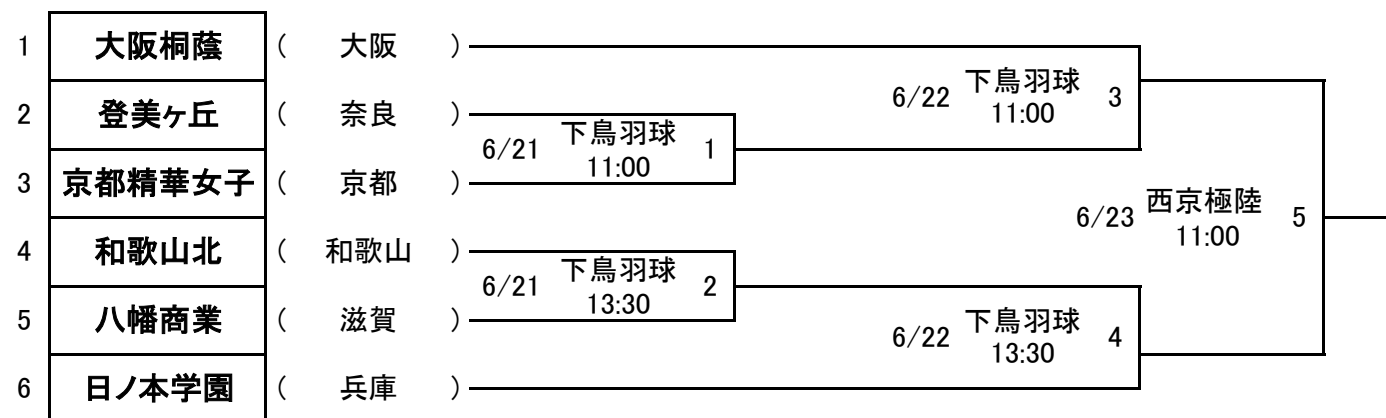 1 大阪桐蔭 ( 大阪 )
6/22 下鳥羽球 3
11:00
2 登美ヶ丘 ( 奈良 )
6/21 下鳥羽球 1
11:00
3 京都精華女子 ( 京都 )
6/23 西京極陸 5
11:00
4 和歌山北 ( 和歌山 )
6/21 下鳥羽球 2
13:30
5 八幡商業 ( 滋賀 )
6/22 下鳥羽球 4
13:30
6 日ノ本学園 ( 兵庫 )